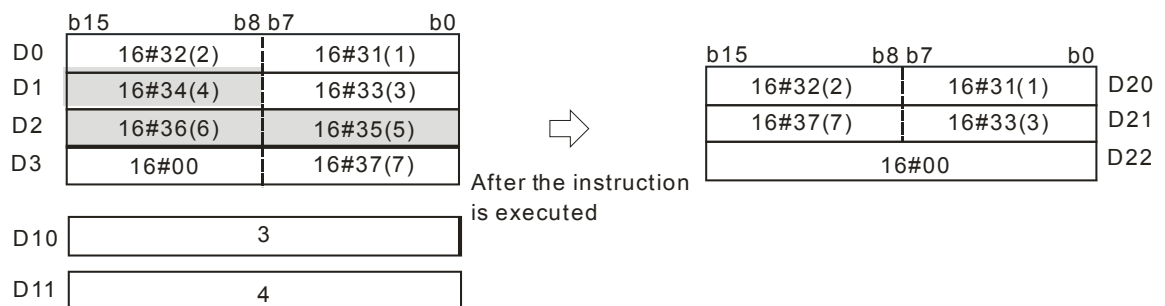 b15 b8 b7 b0
D0 16#32(2) 16#31(1)
D1 16#34(4) 16#33(3)
D2 16#36(6) 16#35(5)
D3 16#00 16#37(7)
D10 3
D11 4
After the instruction
is executed
b15 b8 b7 b0
16#32(2) 16#31(1) D20
16#37(7) 16#33(3) D21
16#00 D22